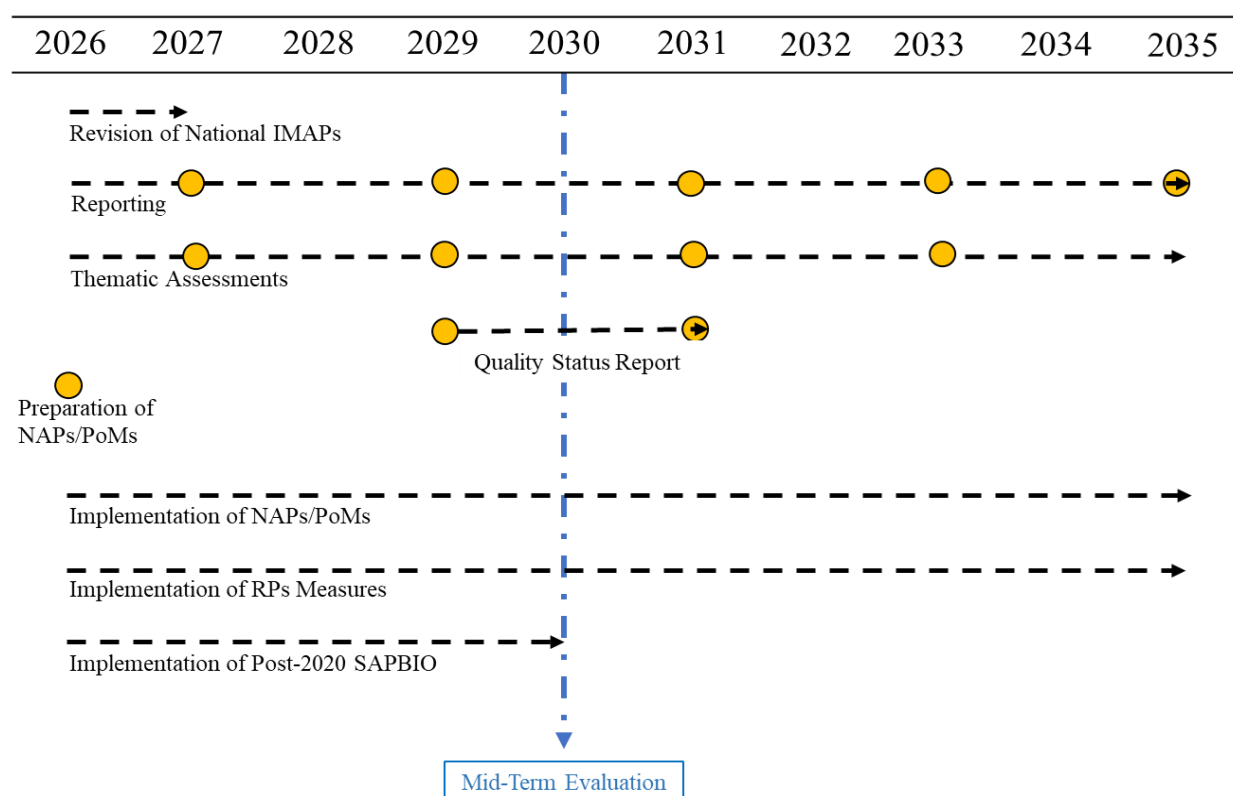 2026 2027 2028 2029 2030 2031 2032 2033 2034 2035
Revision of National IMAPs
Reporting
Thematic Assessments
Quality Status Report
Preparation of
NAPs/PoMs
Implementation of NAPs/PoMs
Implementation of RPs Measures
Implementation of Post-2020 SAPBIO
Mid-Term Evaluation